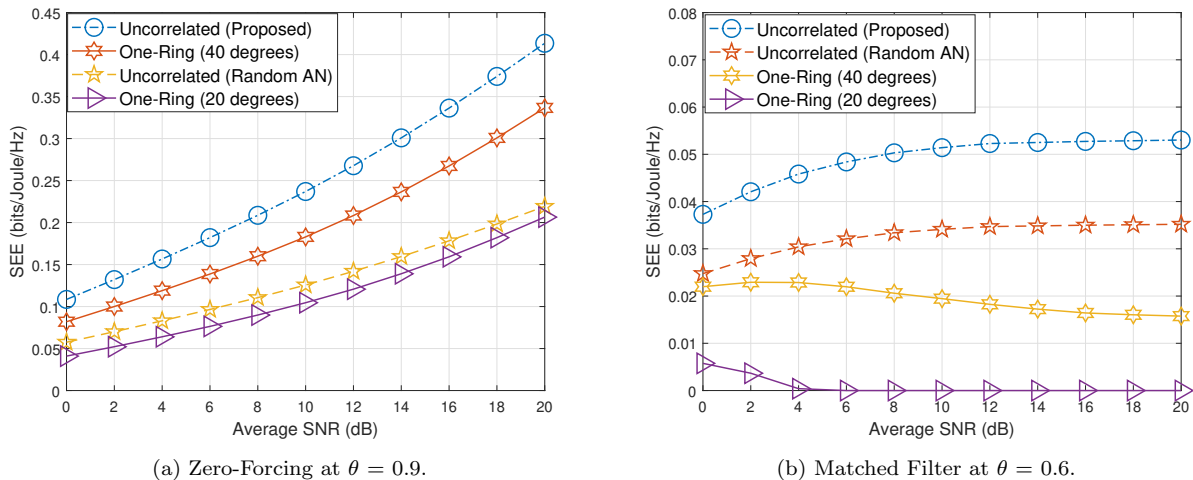 Uncorrelated (Proposed)
One-Ring (40 degrees)
Uncorrelated (Random AN)
One-Ring (20 degrees)
0.45
0.4
0.35
0.3
0.25
0.2
0.15
0.1
0.05
0
SEE (bits/Joule/Hz)
0 2 4 6 8 10 12 14 16 18 20
Average SNR (dB)
(a) Zero-Forcing at θ = 0.9.
Uncorrelated (Proposed)
Uncorrelated (Random AN)
One-Ring (40 degrees)
One-Ring (20 degrees)
0.08
0.07
0.06
0.05
0.04
0.03
0.02
0.01
0
SEE (bits/Joule/Hz)
0 2 4 6 8 10 12 14 16 18 20
Average SNR (dB)
(b) Matched Filter at θ = 0.6.